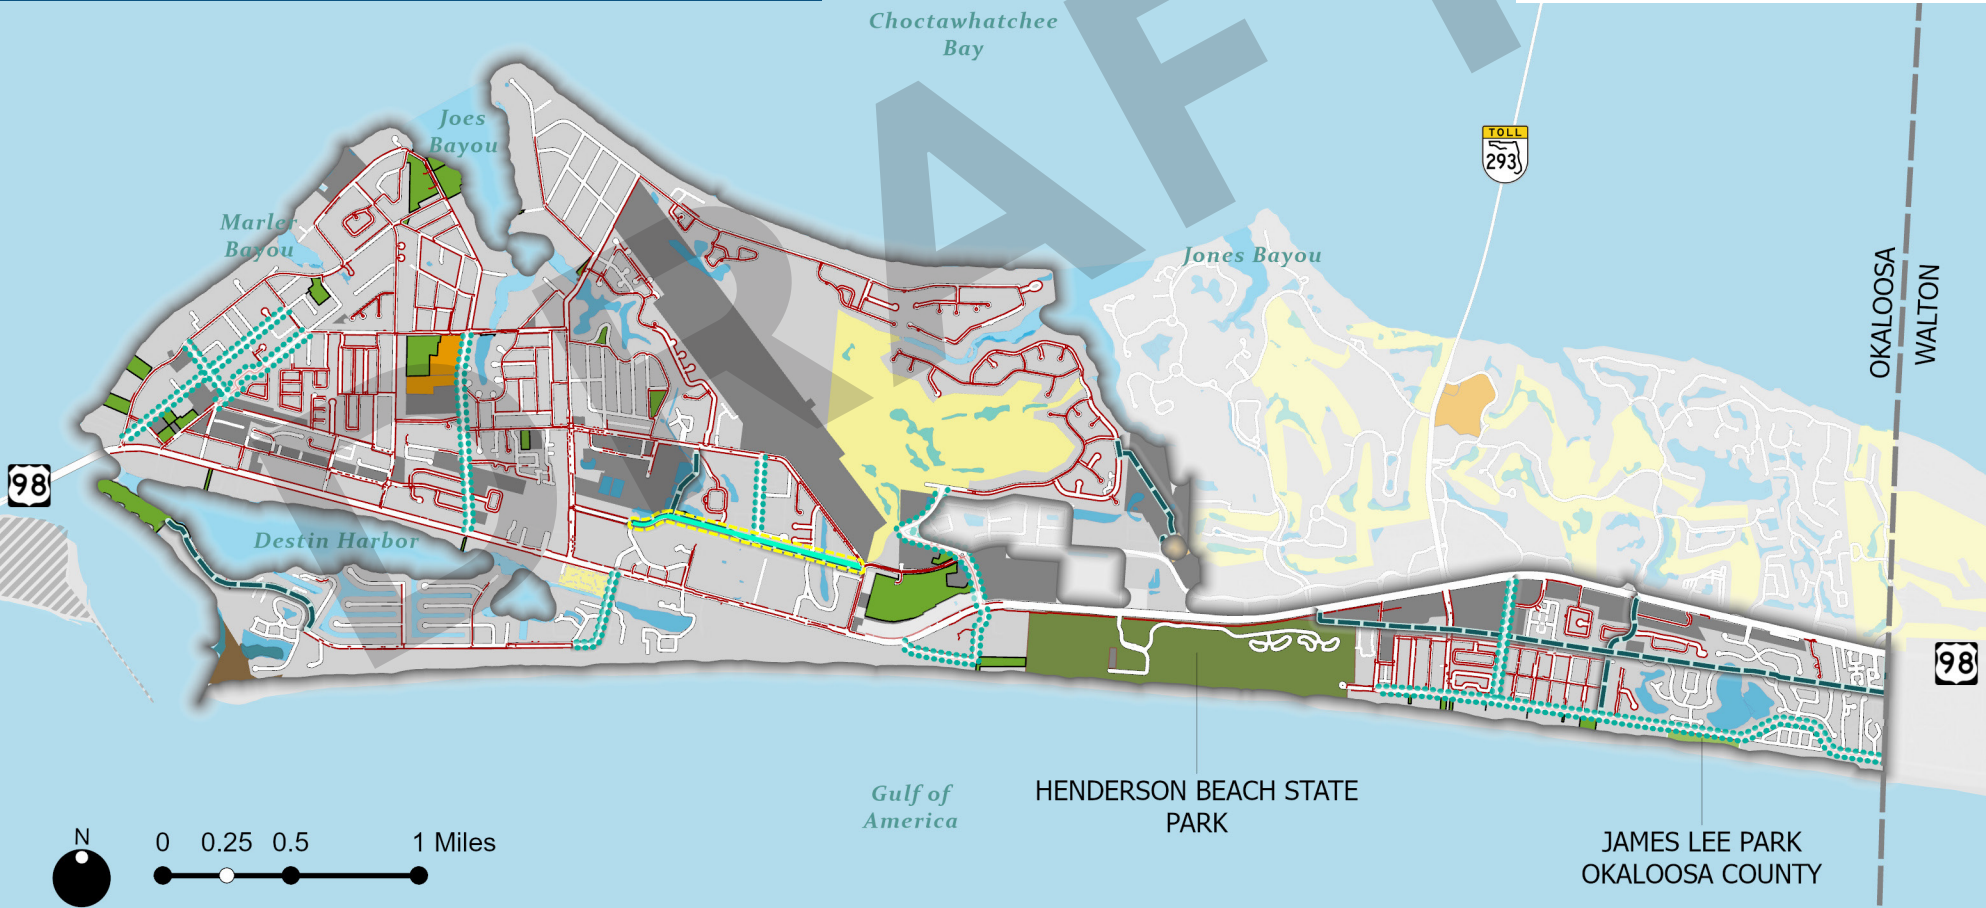 Choctawhatchee
Bay
Joes
Bayou
TOLL
293
Marler
Bayou
Jones Bayou
OKALOOSA
WALTON
DRAFT
98
Destin Harbor
98
Gulf of
America
HENDERSON BEACH STATE
PARK
JAMES LEE PARK
OKALOOSA COUNTY
N
0 0.25 0.5 1 Miles